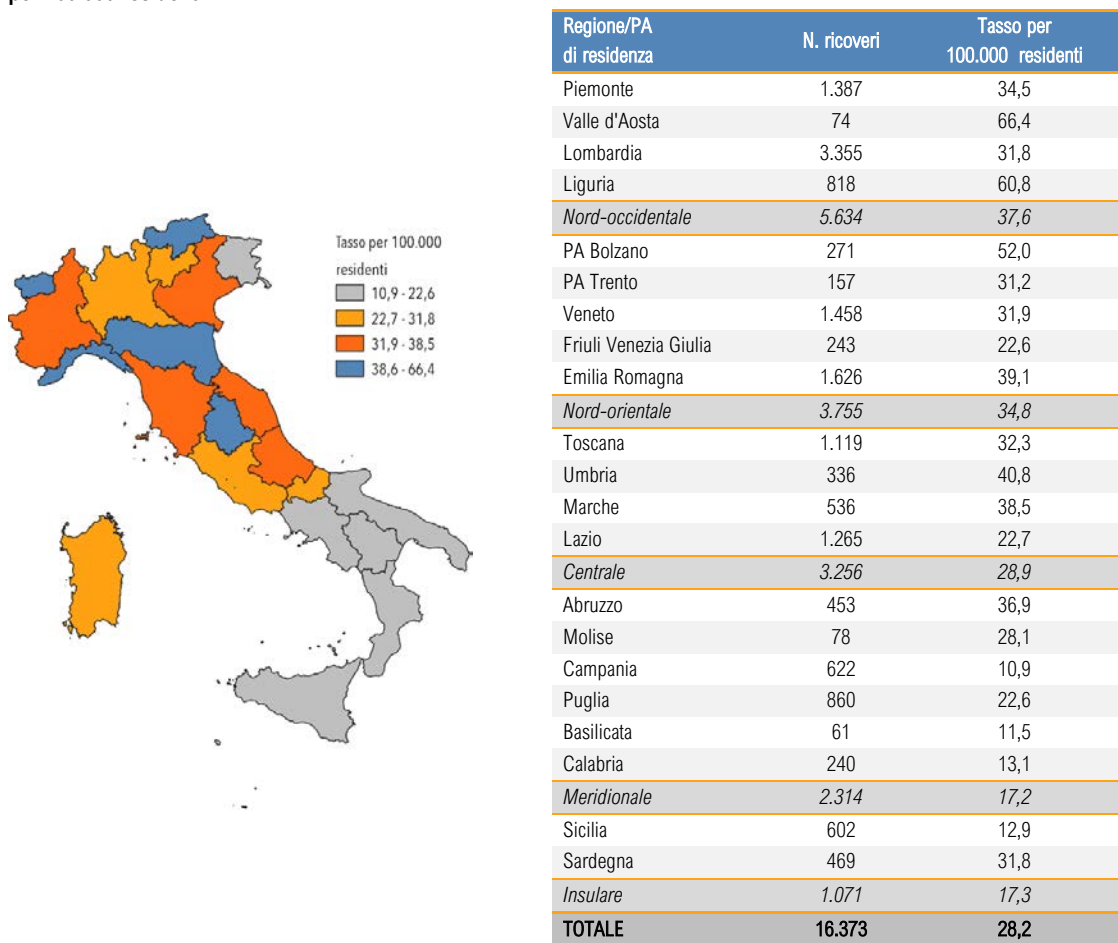 Tasso per 100.000
residenti
10,9 - 22,6
22,7 - 31,8
31,9 - 38,5
38,6 - 66,4
Regione/PA di residenza N. ricoveri Tasso per 100.000 residenti
Piemonte 1.387 34,5
Valle d'Aosta 74 66,4
Lombardia 3.355 31,8
Liguria 818 60,8
Nord-occidentale 5.634 37,6
PA Bolzano 271 52,0
PA Trento 157 31,2
Veneto 1.458 31,9
Friuli Venezia Giulia 243 22,6
Emilia Romagna 1.626 39,1
Nord-orientale 3.755 34,8
Toscana 1.119 32,3
Umbria 336 40,8
Marche 536 38,5
Lazio 1.265 22,7
Centrale 3.256 28,9
Abruzzo 453 36,9
Molise 78 28,1
Campania 622 10,9
Puglia 860 22,6
Basilicata 61 11,5
Calabria 240 13,1
Meridionale 2.314 17,2
Sicilia 602 12,9
Sardegna 469 31,8
Insulare 1.071 17,3
TOTALE 16.373 28,2